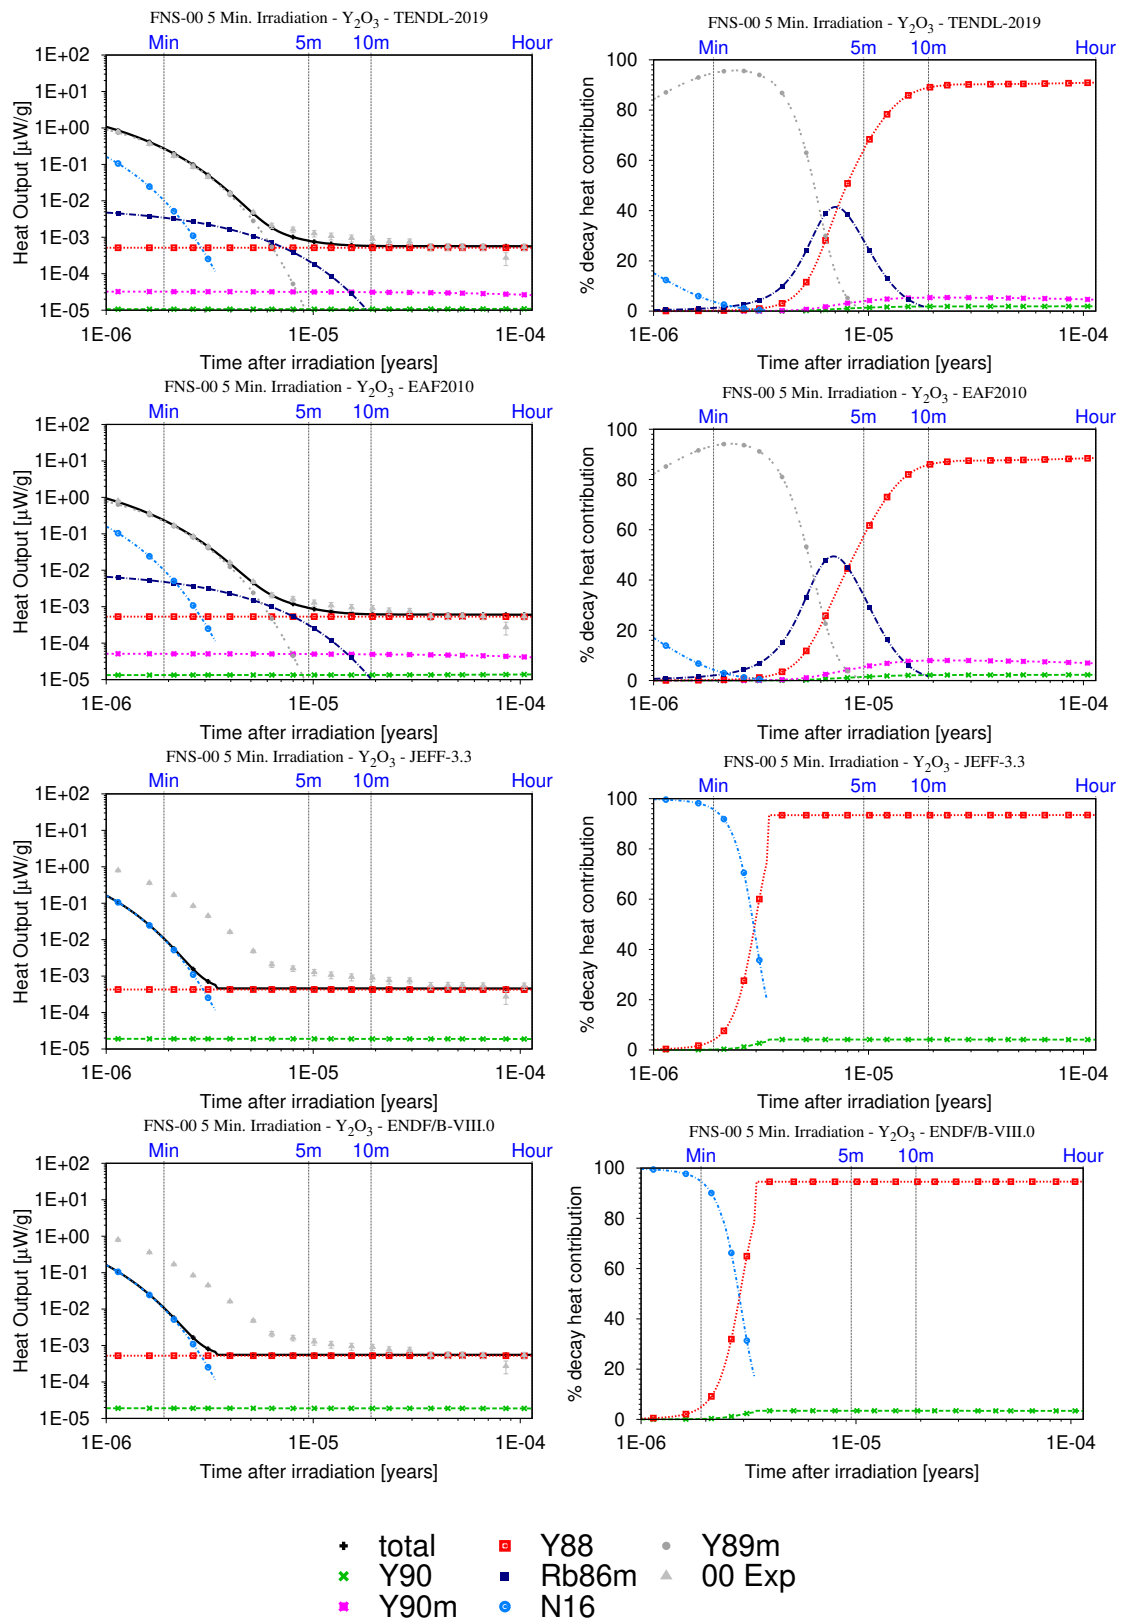 FNS-00 5 Min. Irradiation - Y2O3 - TENDL-2019
Min 5m 10m Hour
Heat Output [µW/g]
1E+02
1E+01
1E+00
1E-01
1E-02
1E-03
1E-04
1E-05
1E-06 1E-05 1E-04
Time after irradiation [years]
FNS-00 5 Min. Irradiation - Y2O3 - TENDL-2019
Min 5m 10m Hour
% decay heat contribution
100
80
60
40
20
0
1E-06 1E-05 1E-04
Time after irradiation [years]
FNS-00 5 Min. Irradiation - Y2O3 - EAF2010
Min 5m 10m Hour
Heat Output [µW/g]
1E+02
1E+01
1E+00
1E-01
1E-02
1E-03
1E-04
1E-05
1E-06 1E-05 1E-04
Time after irradiation [years]
FNS-00 5 Min. Irradiation - Y2O3 - EAF2010
Min 5m 10m Hour
% decay heat contribution
100
80
60
40
20
0
1E-06 1E-05 1E-04
Time after irradiation [years]
FNS-00 5 Min. Irradiation - Y2O3 - JEFF-3.3
Min 5m 10m Hour
Heat Output [µW/g]
1E+02
1E+01
1E+00
1E-01
1E-02
1E-03
1E-04
1E-05
1E-06 1E-05 1E-04
Time after irradiation [years]
FNS-00 5 Min. Irradiation - Y2O3 - JEFF-3.3
Min 5m 10m Hour
% decay heat contribution
100
80
60
40
20
0
1E-06 1E-05 1E-04
Time after irradiation [years]
FNS-00 5 Min. Irradiation - Y2O3 - ENDF/B-VIII.0
Min 5m 10m Hour
Heat Output [µW/g]
1E+02
1E+01
1E+00
1E-01
1E-02
1E-03
1E-04
1E-05
1E-06 1E-05 1E-04
Time after irradiation [years]
FNS-00 5 Min. Irradiation - Y2O3 - ENDF/B-VIII.0
Min 5m 10m Hour
% decay heat contribution
100
80
60
40
20
0
1E-06 1E-05 1E-04
Time after irradiation [years]
total Y88 Y89m
Y90 Rb86m 00 Exp
Y90m N16